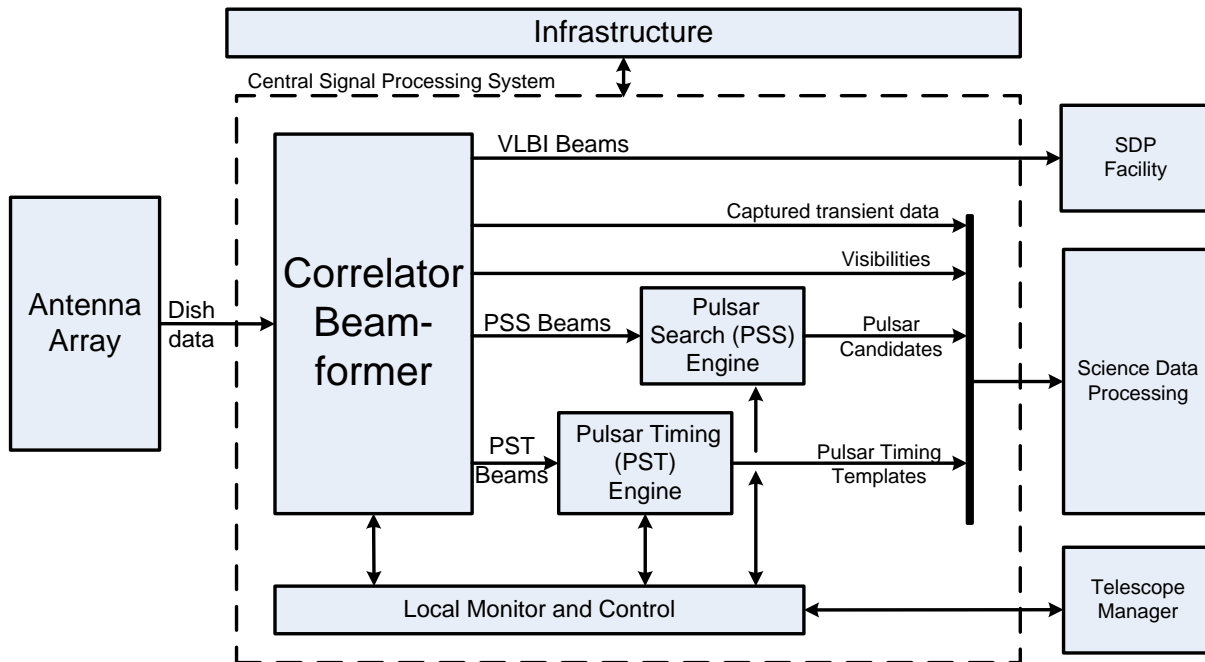 Infrastructure
Central Signal Processing System
VLBI Beams
SDP
Facility
Captured transient data
Visibilities
Antenna
Array
Dish
data
Correlator
Beam-
former
PSS Beams
Pulsar
Search (PSS)
Engine
Pulsar
Candidates
Science Data
Processing
PST
Beams
Pulsar Timing
(PST)
Engine
Pulsar Timing
Templates
Local Monitor and Control
Telescope
Manager